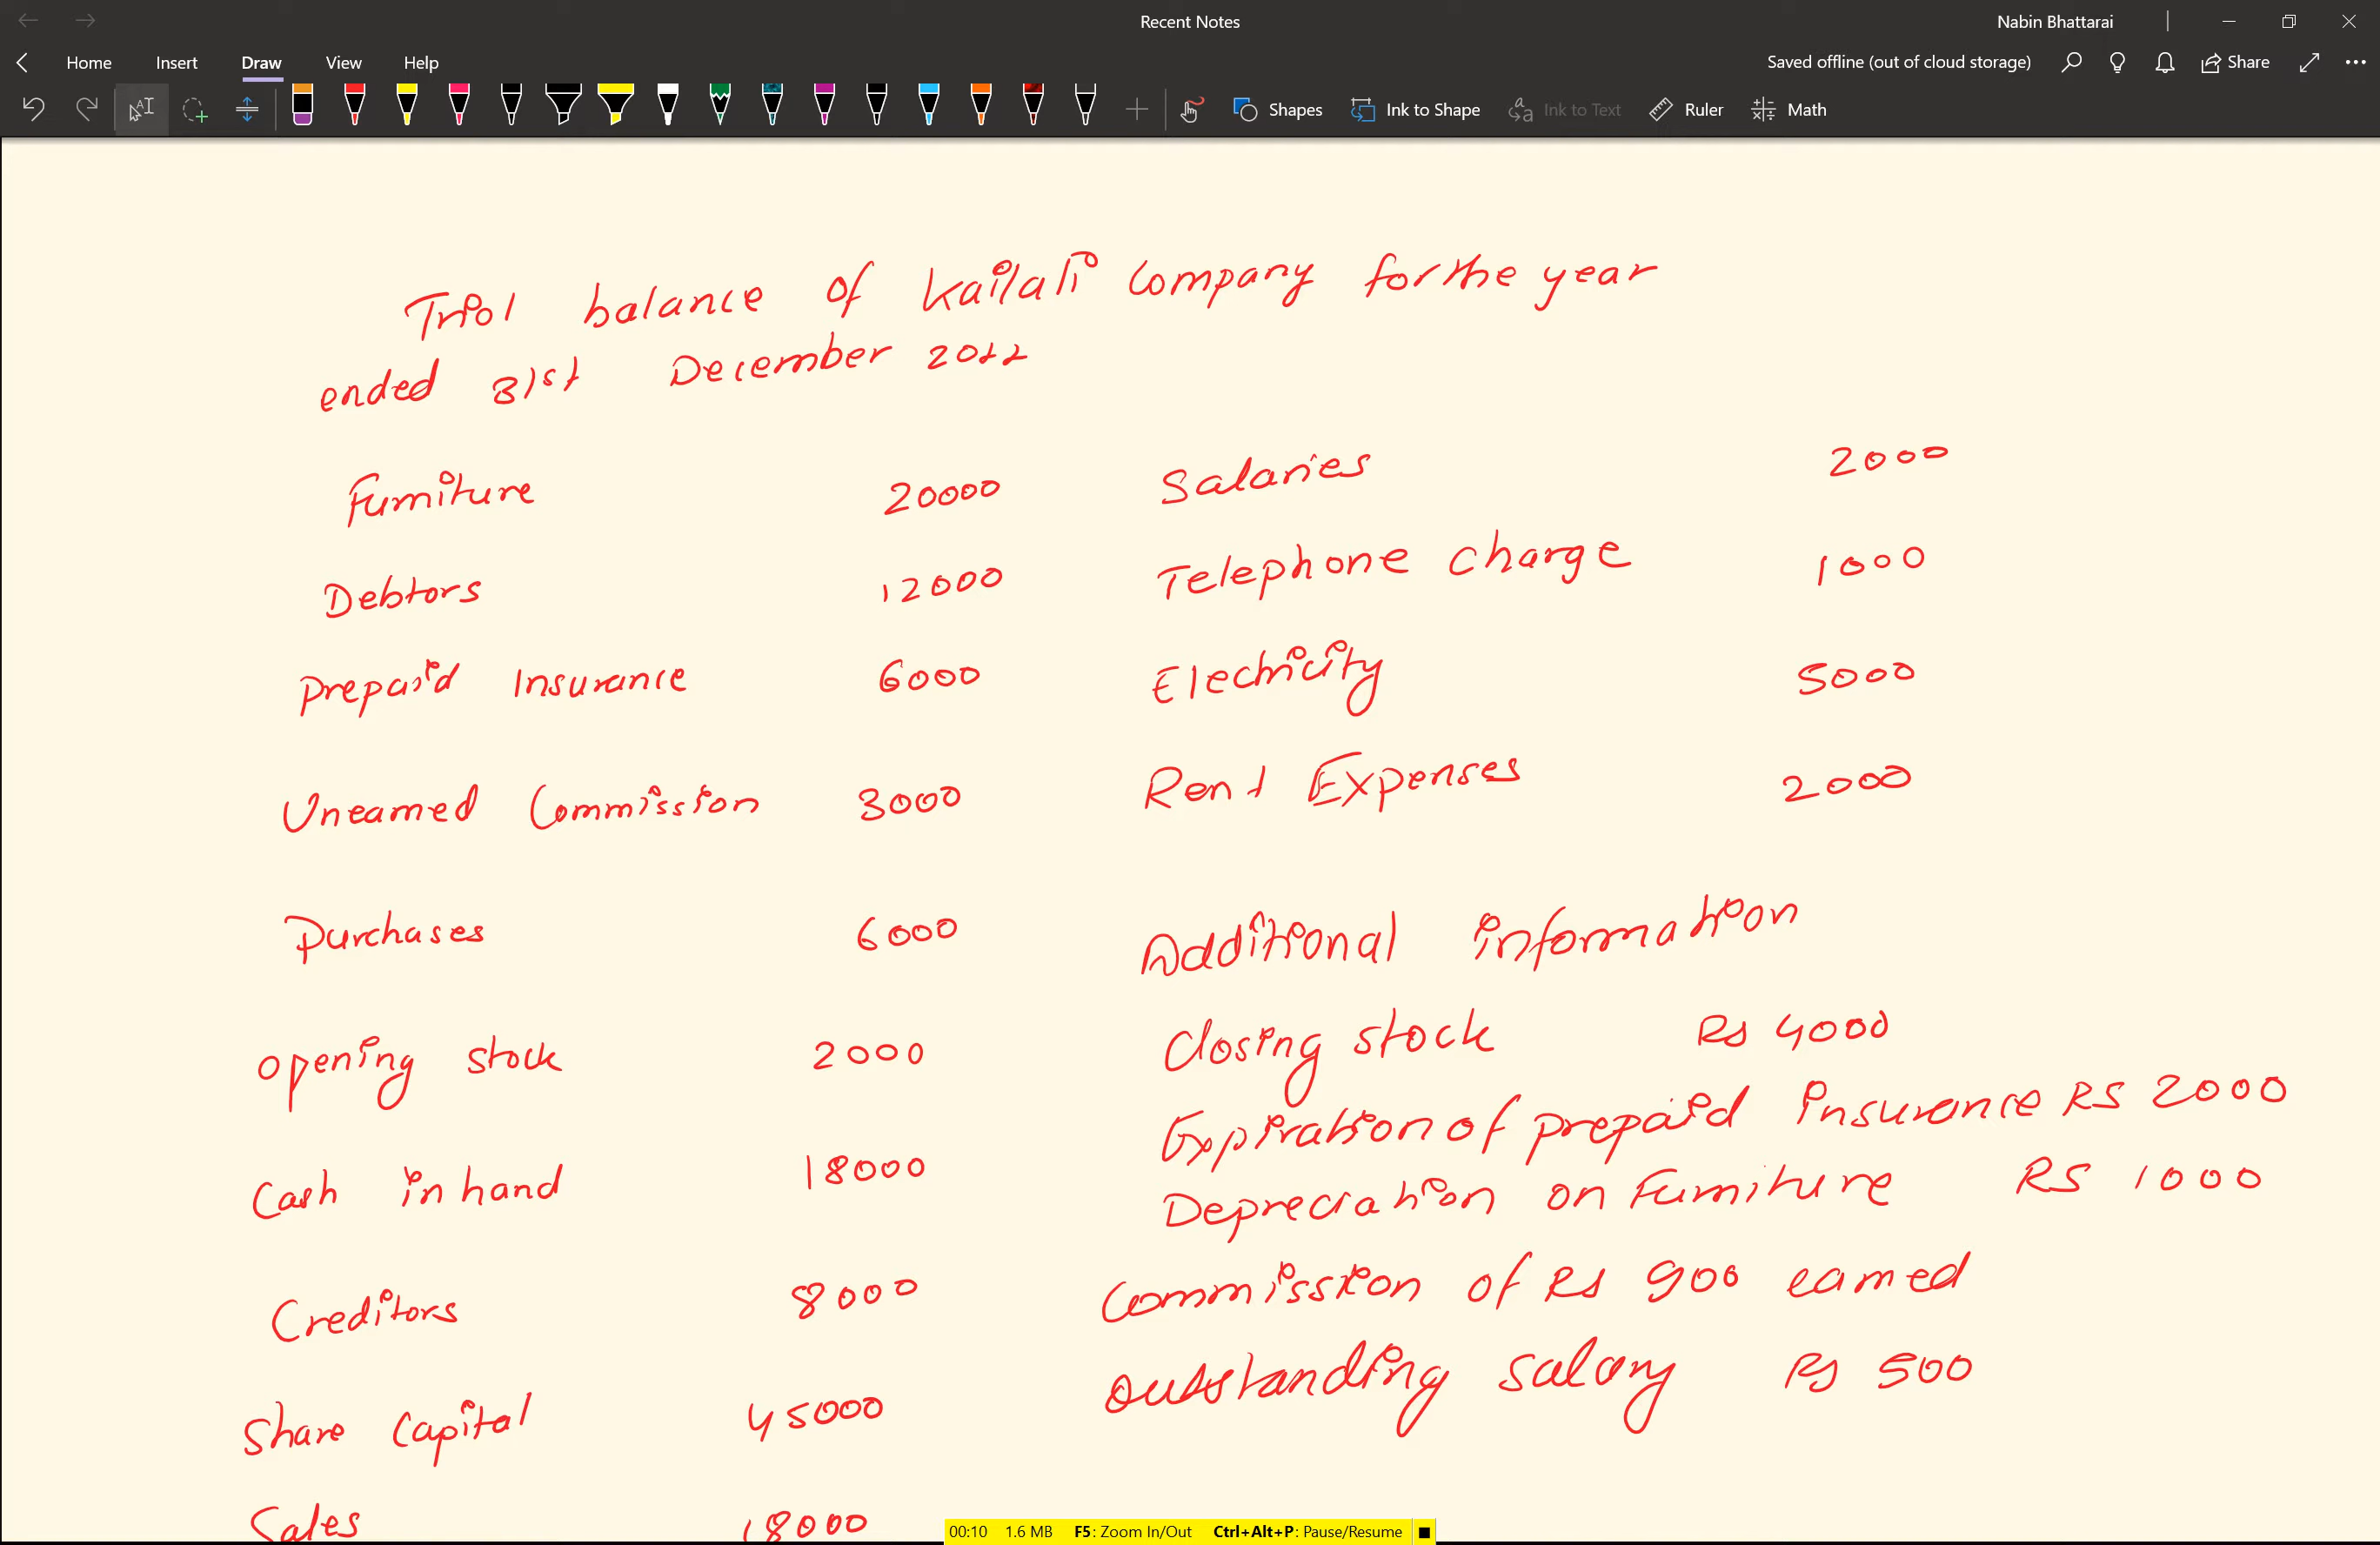 Recent Notes
Nabin Bhattarai
Home Insert Draw View Help
Saved offline (out of cloud storage)
Share
Shapes
Ink to Shape
Ink to Text
Ruler
Math
Trial balance of Kailali Company for the year
ended 31st December 2022
Furniture 20000
Debtors 12000
Prepaid Insurance 6000
Unearned Commission 3000
Purchases 6000
Opening stock 2000
Cash in hand 18000
Creditors 8000
Share Capital 45000
Sales 18000
Salaries 2000
Telephone Charge 1000
Electricity 5000
Rent Expenses 2000
Additional information
Closing stock Rs 4000
Expiration of prepaid insurance RS 2000
Depreciation on Furniture RS 1000
Commission of Rs 900 earned
Outstanding salary Rs 500
00:10 1.6 MB F5: Zoom In/Out Ctrl+Alt+P: Pause/Resume